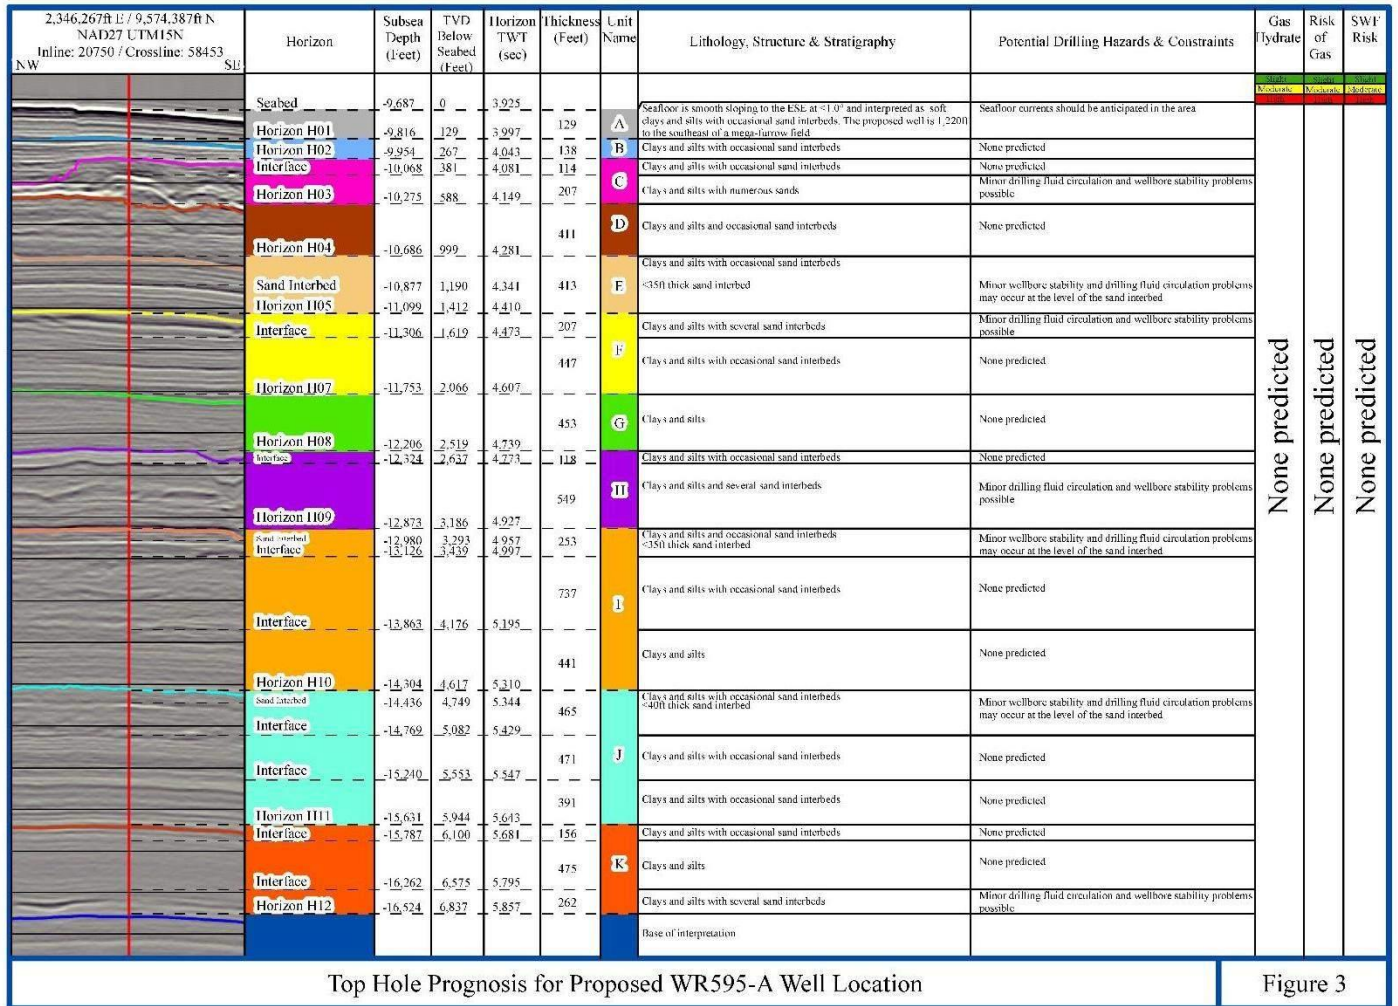 2,346,267ft E / 9,574,387ft N
NAD27 UTM15N
Inline: 20750 / Crossline: 58453
NW SE
Horizon
Subsea Depth (Feet)
TVD Below Seabed (Feet)
Horizon TWT (sec)
Thickness (Feet)
Unit Name
Lithology, Structure & Stratigraphy
Potential Drilling Hazards & Constraints
Gas Hydrate
Risk of Gas
SWF Risk
Slight Slight Slight
Moderate Moderate Moderate
Seabed -9,687 0 3.925
129 A
Seafloor is smooth sloping to the ESE at <1.0° and interpreted as soft
clays and silts with occasional sand interbeds. The proposed well is 1,220ft
to the southeast of a mega-furrow field
Seafloor currents should be anticipated in the area
Horizon H01 -9,816 129 3.997
138 B Clays and silts with occasional sand interbeds None predicted
Horizon H02 -9,954 267 4.043
114 Clays and silts with occasional sand interbeds None predicted
Interface -10,068 381 4.081
C
207 Clays and silts with numerous sands
Minor drilling fluid circulation and wellbore stability problems
possible
Horizon H03 -10,275 588 4.149
411 D Clays and silts and occasional sand interbeds None predicted
Horizon H04 -10,686 999 4.281
Clays and silts with occasional sand interbeds
Sand Interbed -10,877 1,190 4.341 413 E <35ft thick sand interbed
Minor wellbore stability and drilling fluid circulation problems
may occur at the level of the sand interbed
Horizon H05 -11,099 1,412 4.410
207 Clays and silts with several sand interbeds
Minor drilling fluid circulation and wellbore stability problems
possible
Interface -11,306 1,619 4.473
F
447 Clays and silts with occasional sand interbeds None predicted
Horizon H07 -11,753 2,066 4.607
453 G Clays and silts None predicted
Horizon H08 -12,206 2,519 4.739
Interface -12,324 2,637 4.773 118 Clays and silts with occasional sand interbeds None predicted
H
549 Clays and silts and several sand interbeds
Minor drilling fluid circulation and wellbore stability problems
possible
Horizon H09 -12,873 3,186 4.927
Clays and silts and occasional sand interbeds
Sand Interbed -12,980 3,293 4.957 253 <35ft thick sand interbed
Minor wellbore stability and drilling fluid circulation problems
may occur at the level of the sand interbed
Interface -13,126 3,439 4.997
737 Clays and silts with occasional sand interbeds None predicted
I
Interface -13,863 4,176 5.195
441 Clays and silts None predicted
Horizon H10 -14,304 4,617 5.310
Clays and silts with occasional sand interbeds
Sand Interbed -14,436 4,749 5.344 465 <40ft thick sand interbed
Minor wellbore stability and drilling fluid circulation problems
may occur at the level of the sand interbed
Interface -14,769 5,082 5.429
471 J Clays and silts with occasional sand interbeds None predicted
Interface -15,240 5,553 5.547
391 Clays and silts with occasional sand interbeds None predicted
Horizon H11 -15,631 5,944 5.643
Interface -15,787 6,100 5.681 156 Clays and silts with occasional sand interbeds None predicted
475 K Clays and silts None predicted
Interface -16,262 6,575 5.795
262 Clays and silts with several sand interbeds
Minor drilling fluid circulation and wellbore stability problems
possible
Horizon H12 -16,524 6,837 5.857
Base of interpretation
None predicted
None predicted
None predicted
Top Hole Prognosis for Proposed WR595-A Well Location
Figure 3